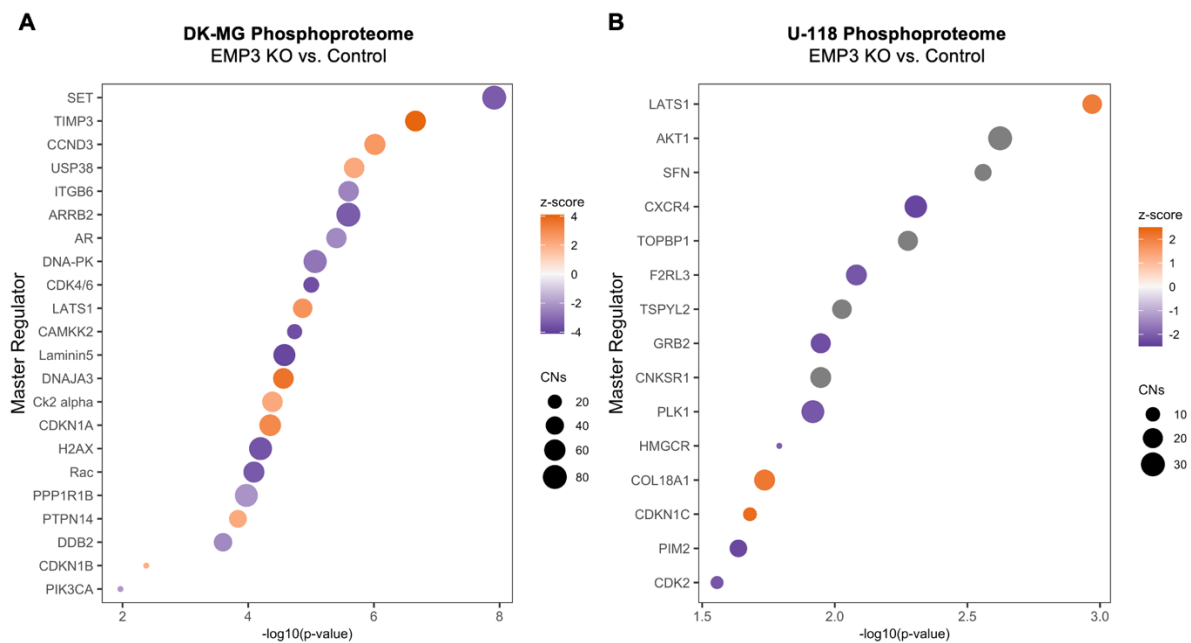 A
DK-MG Phosphoproteome
EMP3 KO vs. Control
Master Regulator
SET
TIMP3
CCND3
USP38
ITGB6
ARRB2
AR
DNA-PK
CDK4/6
LATS1
CAMKK2
Laminin5
DNAJA3
Ck2 alpha
CDKN1A
H2AX
Rac
PPP1R1B
PTPN14
DDB2
CDKN1B
PIK3CA
2 4 6 8
-log10(p-value)
z-score
4
2
0
-2
-4
CNs
20
40
60
80
B
U-118 Phosphoproteome
EMP3 KO vs. Control
Master Regulator
LATS1
AKT1
SFN
CXCR4
TOPBP1
F2RL3
TSPYL2
GRB2
CNKSR1
PLK1
HMGCR
COL18A1
CDKN1C
PIM2
CDK2
1.5 2.0 2.5 3.0
-log10(p-value)
z-score
2
1
0
-1
-2
CNs
10
20
30